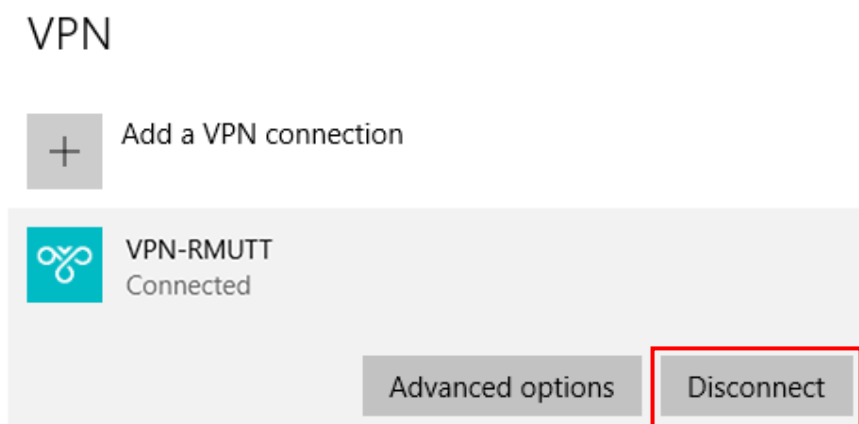 VPN
Add a VPN connection
VPN-RMUTT
Connected
Advanced options
Disconnect